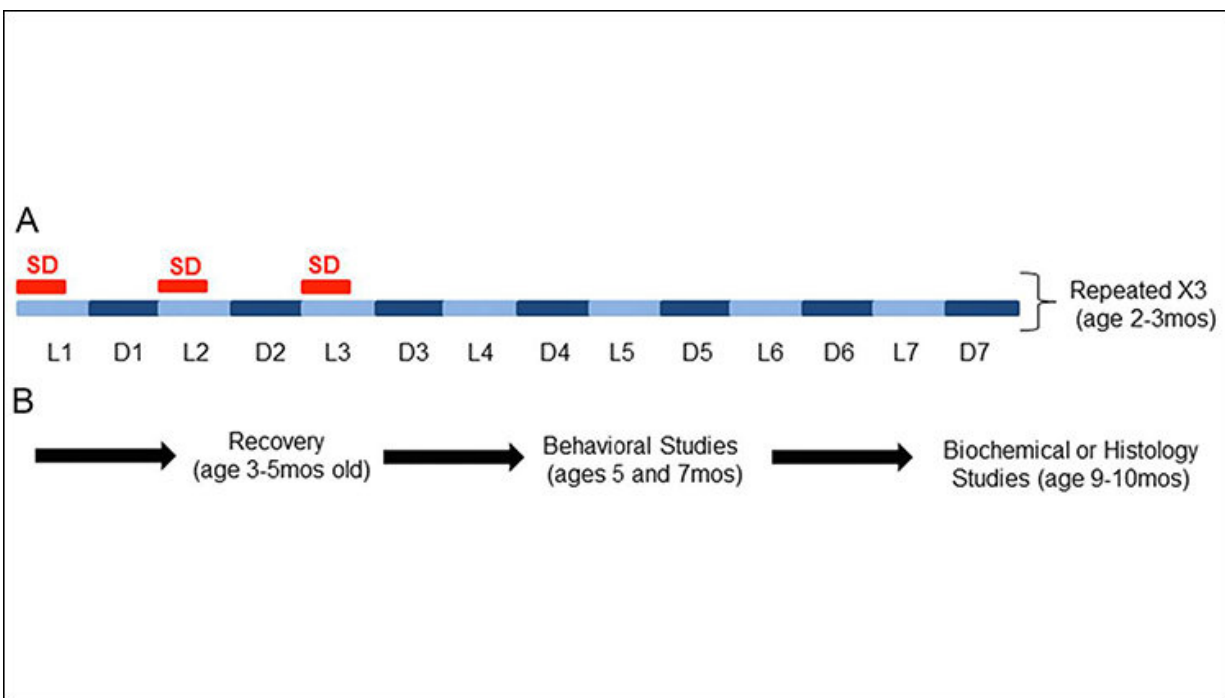 A
SD SD SD
Repeated X3
(age 2-3mos)
L1 D1 L2 D2 L3 D3 L4 D4 L5 D5 L6 D6 L7 D7
B
Recovery
(age 3-5mos old)
Behavioral Studies
(ages 5 and 7mos)
Biochemical or Histology
Studies (age 9-10mos)